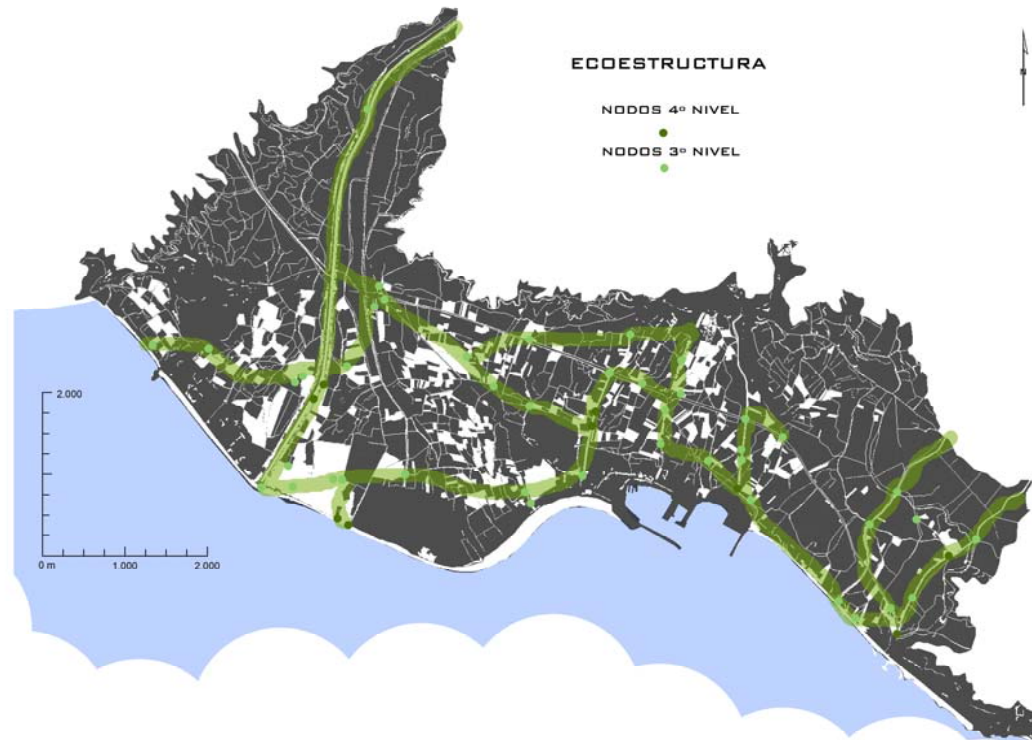 ECOESTRUCTURA
NODOS 4º NIVEL
NODOS 3º NIVEL
N
2.000
0 m 1.000 2.000